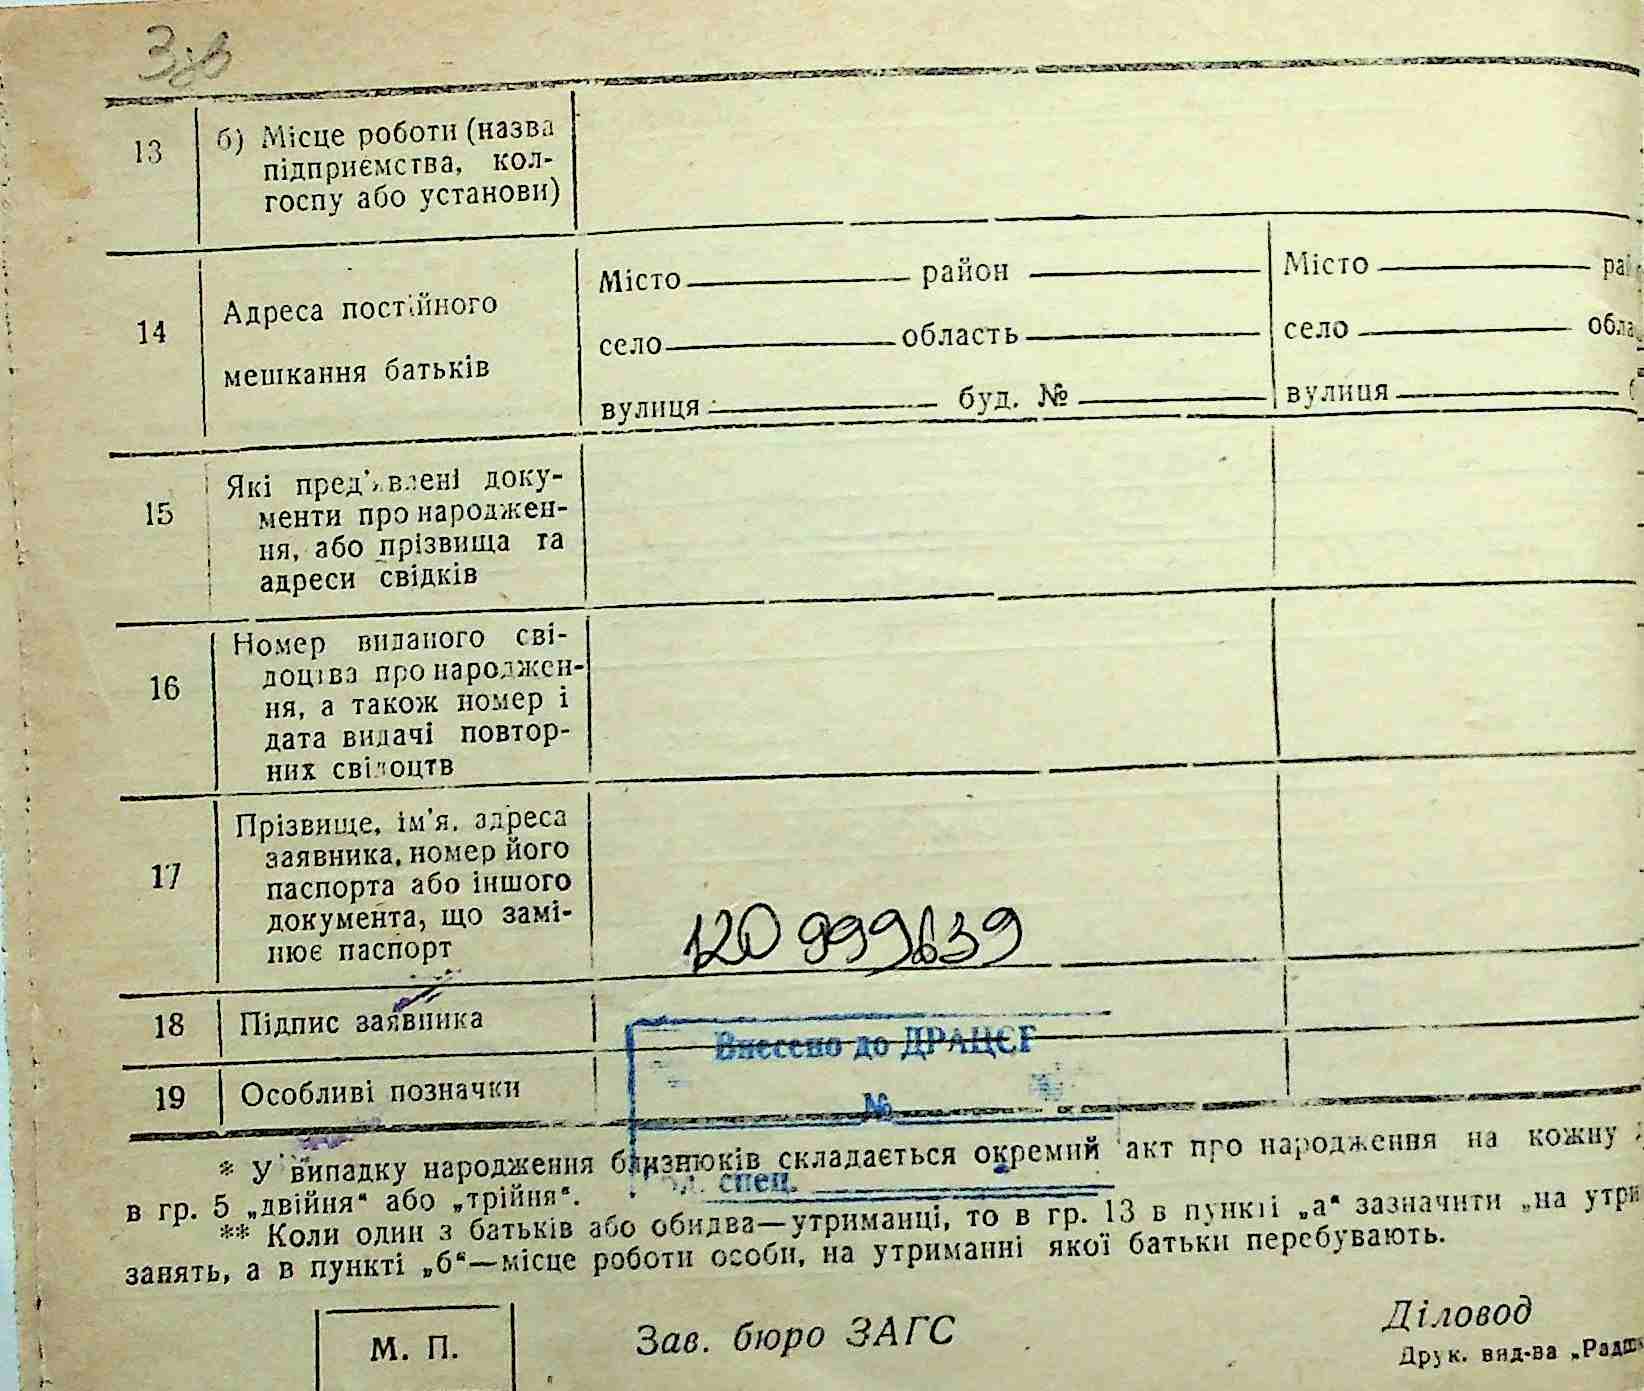 13 б) Місце роботи (назва
підприємства, кол-
госпу або установи)
14 Адреса постійного
мешкання батьків
Місто район Місто
село область село
вулиця буд. № вулиця
15 Які пред'явлені доку-
менти про народжен-
ня, або прізвища та
адреси свідків
16 Номер виданого сві-
доцтва про народжен-
ня, а також номер і
дата видачі повтор-
них свідоцтв
17 Прізвище, ім'я, адреса
заявника, номер його
паспорта або іншого
документа, що замі-
нює паспорт
120 999639
18 Підпис заявника
Внесено до ДРАЦСГ
19 Особливі позначки
№
* У випадку народження близнюків складається окремий акт про народження на кожну
спец.
в гр. 5 „двійня“ або „трійня“.
** Коли один з батьків або обидва—утриманці, то в гр. 13 в пункті „а“ зазначити „на утри
занять, а в пункті „б“—місце роботи особи, на утриманні якої батьки перебувають.
М. П.
Зав. бюро ЗАГС
Діловод
Друк. вид-ва